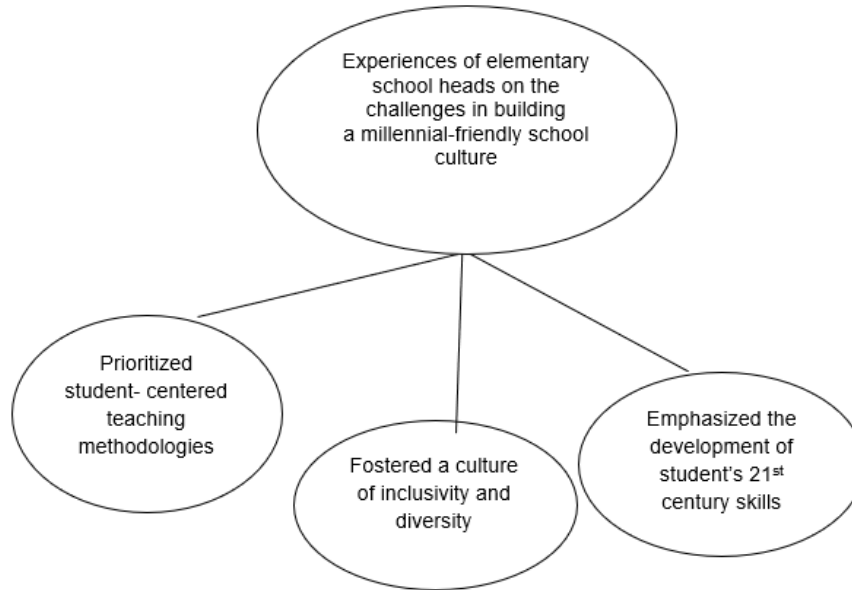 Experiences of elementary
school heads on the
challenges in building
a millennial-friendly school
culture
Prioritized
student- centered
teaching
methodologies
Fostered a culture
of inclusivity and
diversity
Emphasized the
development of
student’s 21st
century skills